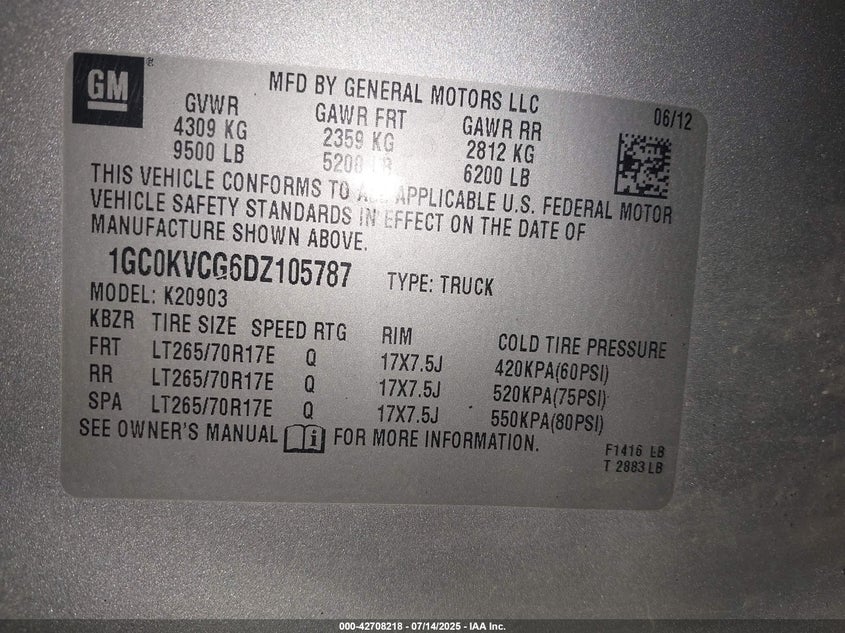 GM
MFD BY GENERAL MOTORS LLC
06/12
GVWR GAWR FRT GAWR RR
4309 KG 2359 KG 2812 KG
9500 LB 5200 LB 6200 LB
THIS VEHICLE CONFORMS TO ALL APPLICABLE U.S. FEDERAL MOTOR
VEHICLE SAFETY STANDARDS IN EFFECT ON THE DATE OF
MANUFACTURE SHOWN ABOVE.
1GC0KVCG6DZ105787 TYPE: TRUCK
MODEL: K20903
KBZR TIRE SIZE SPEED RTG RIM COLD TIRE PRESSURE
FRT LT265/70R17E Q 17X7.5J 420KPA(60PSI)
RR LT265/70R17E Q 17X7.5J 520KPA(75PSI)
SPA LT265/70R17E Q 17X7.5J 550KPA(80PSI)
SEE OWNER'S MANUAL FOR MORE INFORMATION.
F1416 LB
T 2883 LB
000-42708218 - 07/14/2025 - IAA Inc.